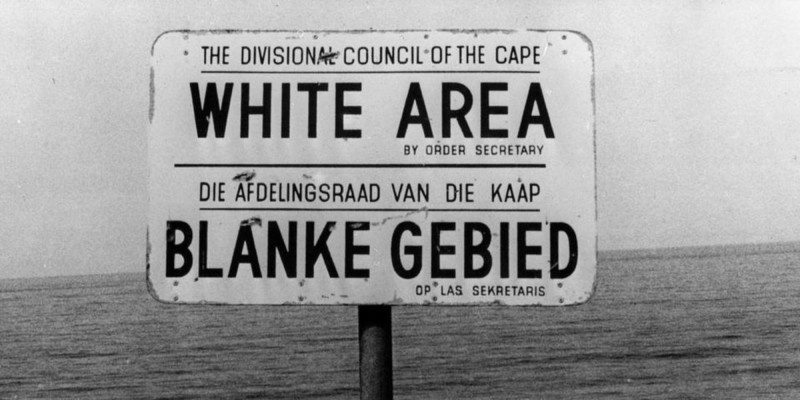 THE DIVISIONAL COUNCIL OF THE CAPE
WHITE AREA
BY ORDER SECRETARY
DIE AFDELINGSRAAD VAN DIE KAAP
BLANKE GEBIED
OP LAS SEKRETARIS